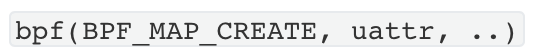 bpf(BPF_MAP_CREATE, uattr, ..)